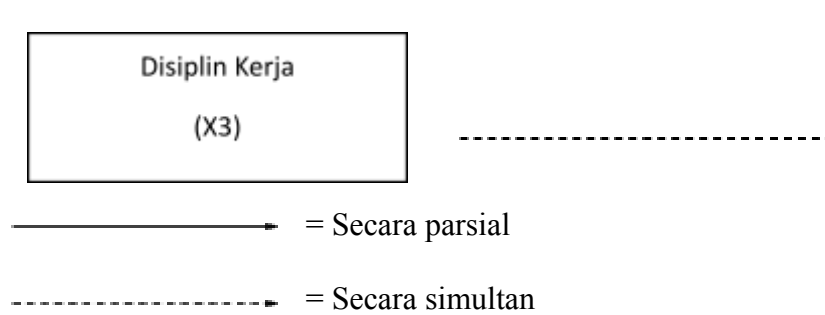 Disiplin Kerja
(X3)
= Secara parsial
= Secara simultan